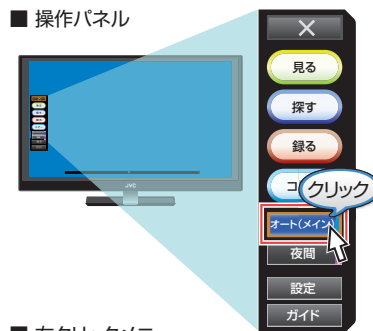 ■ 操作パネル
×
見る
探す
録る
コ
クリック
オート(メイン)
夜間
設定
ガイド
JVC